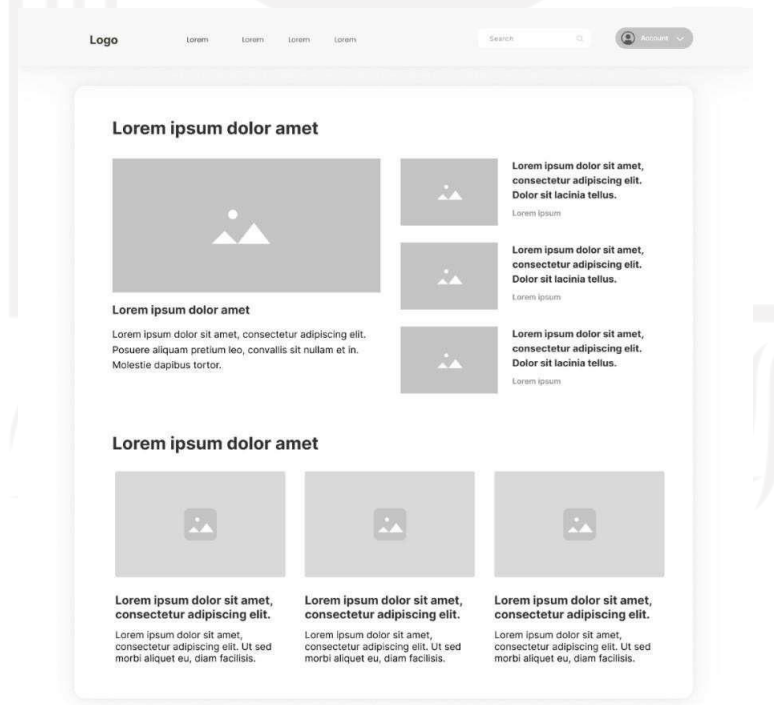 Logo
Lorem Lorem Lorem Lorem
Search
Account
Lorem ipsum dolor amet
Lorem ipsum dolor amet
Lorem ipsum dolor sit amet, consectetur adipiscing elit.
Posuere aliquam pretium leo, convallis sit nullam et in.
Molestie dapibus tortor.
Lorem ipsum dolor sit amet,
consectetur adipiscing elit.
Dolor sit lacinia tellus.
Lorem ipsum
Lorem ipsum dolor sit amet,
consectetur adipiscing elit.
Dolor sit lacinia tellus.
Lorem ipsum
Lorem ipsum dolor sit amet,
consectetur adipiscing elit.
Dolor sit lacinia tellus.
Lorem ipsum
Lorem ipsum dolor amet
Lorem ipsum dolor sit amet,
consectetur adipiscing elit.
Lorem ipsum dolor sit amet,
consectetur adipiscing elit. Ut sed
morbi aliquet eu, diam facilisis.
Lorem ipsum dolor sit amet,
consectetur adipiscing elit.
Lorem ipsum dolor sit amet,
consectetur adipiscing elit. Ut sed
morbi aliquet eu, diam facilisis.
Lorem ipsum dolor sit amet,
consectetur adipiscing elit.
Lorem ipsum dolor sit amet,
consectetur adipiscing elit. Ut sed
morbi aliquet eu, diam facilisis.